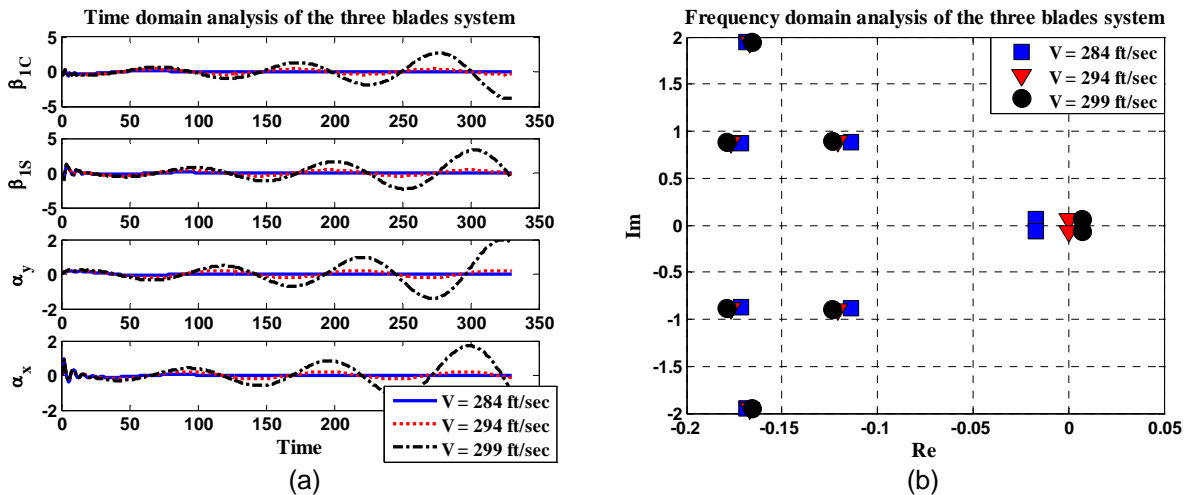 Time domain analysis of the three blades system
5
0
-5
β1C
0 50 100 150 200 250 300 350
5
0
-5
β1S
0 50 100 150 200 250 300 350
2
0
-2
αy
0 50 100 150 200 250 300 350
2
0
-2
αx
0 50 100 150 200
Time
V = 284 ft/sec
V = 294 ft/sec
V = 299 ft/sec
(a)
Frequency domain analysis of the three blades system
2
1.5
1
0.5
0
-0.5
-1
-1.5
-2
Im
-0.2 -0.15 -0.1 -0.05 0 0.05
Re
V = 284 ft/sec
V = 294 ft/sec
V = 299 ft/sec
(b)